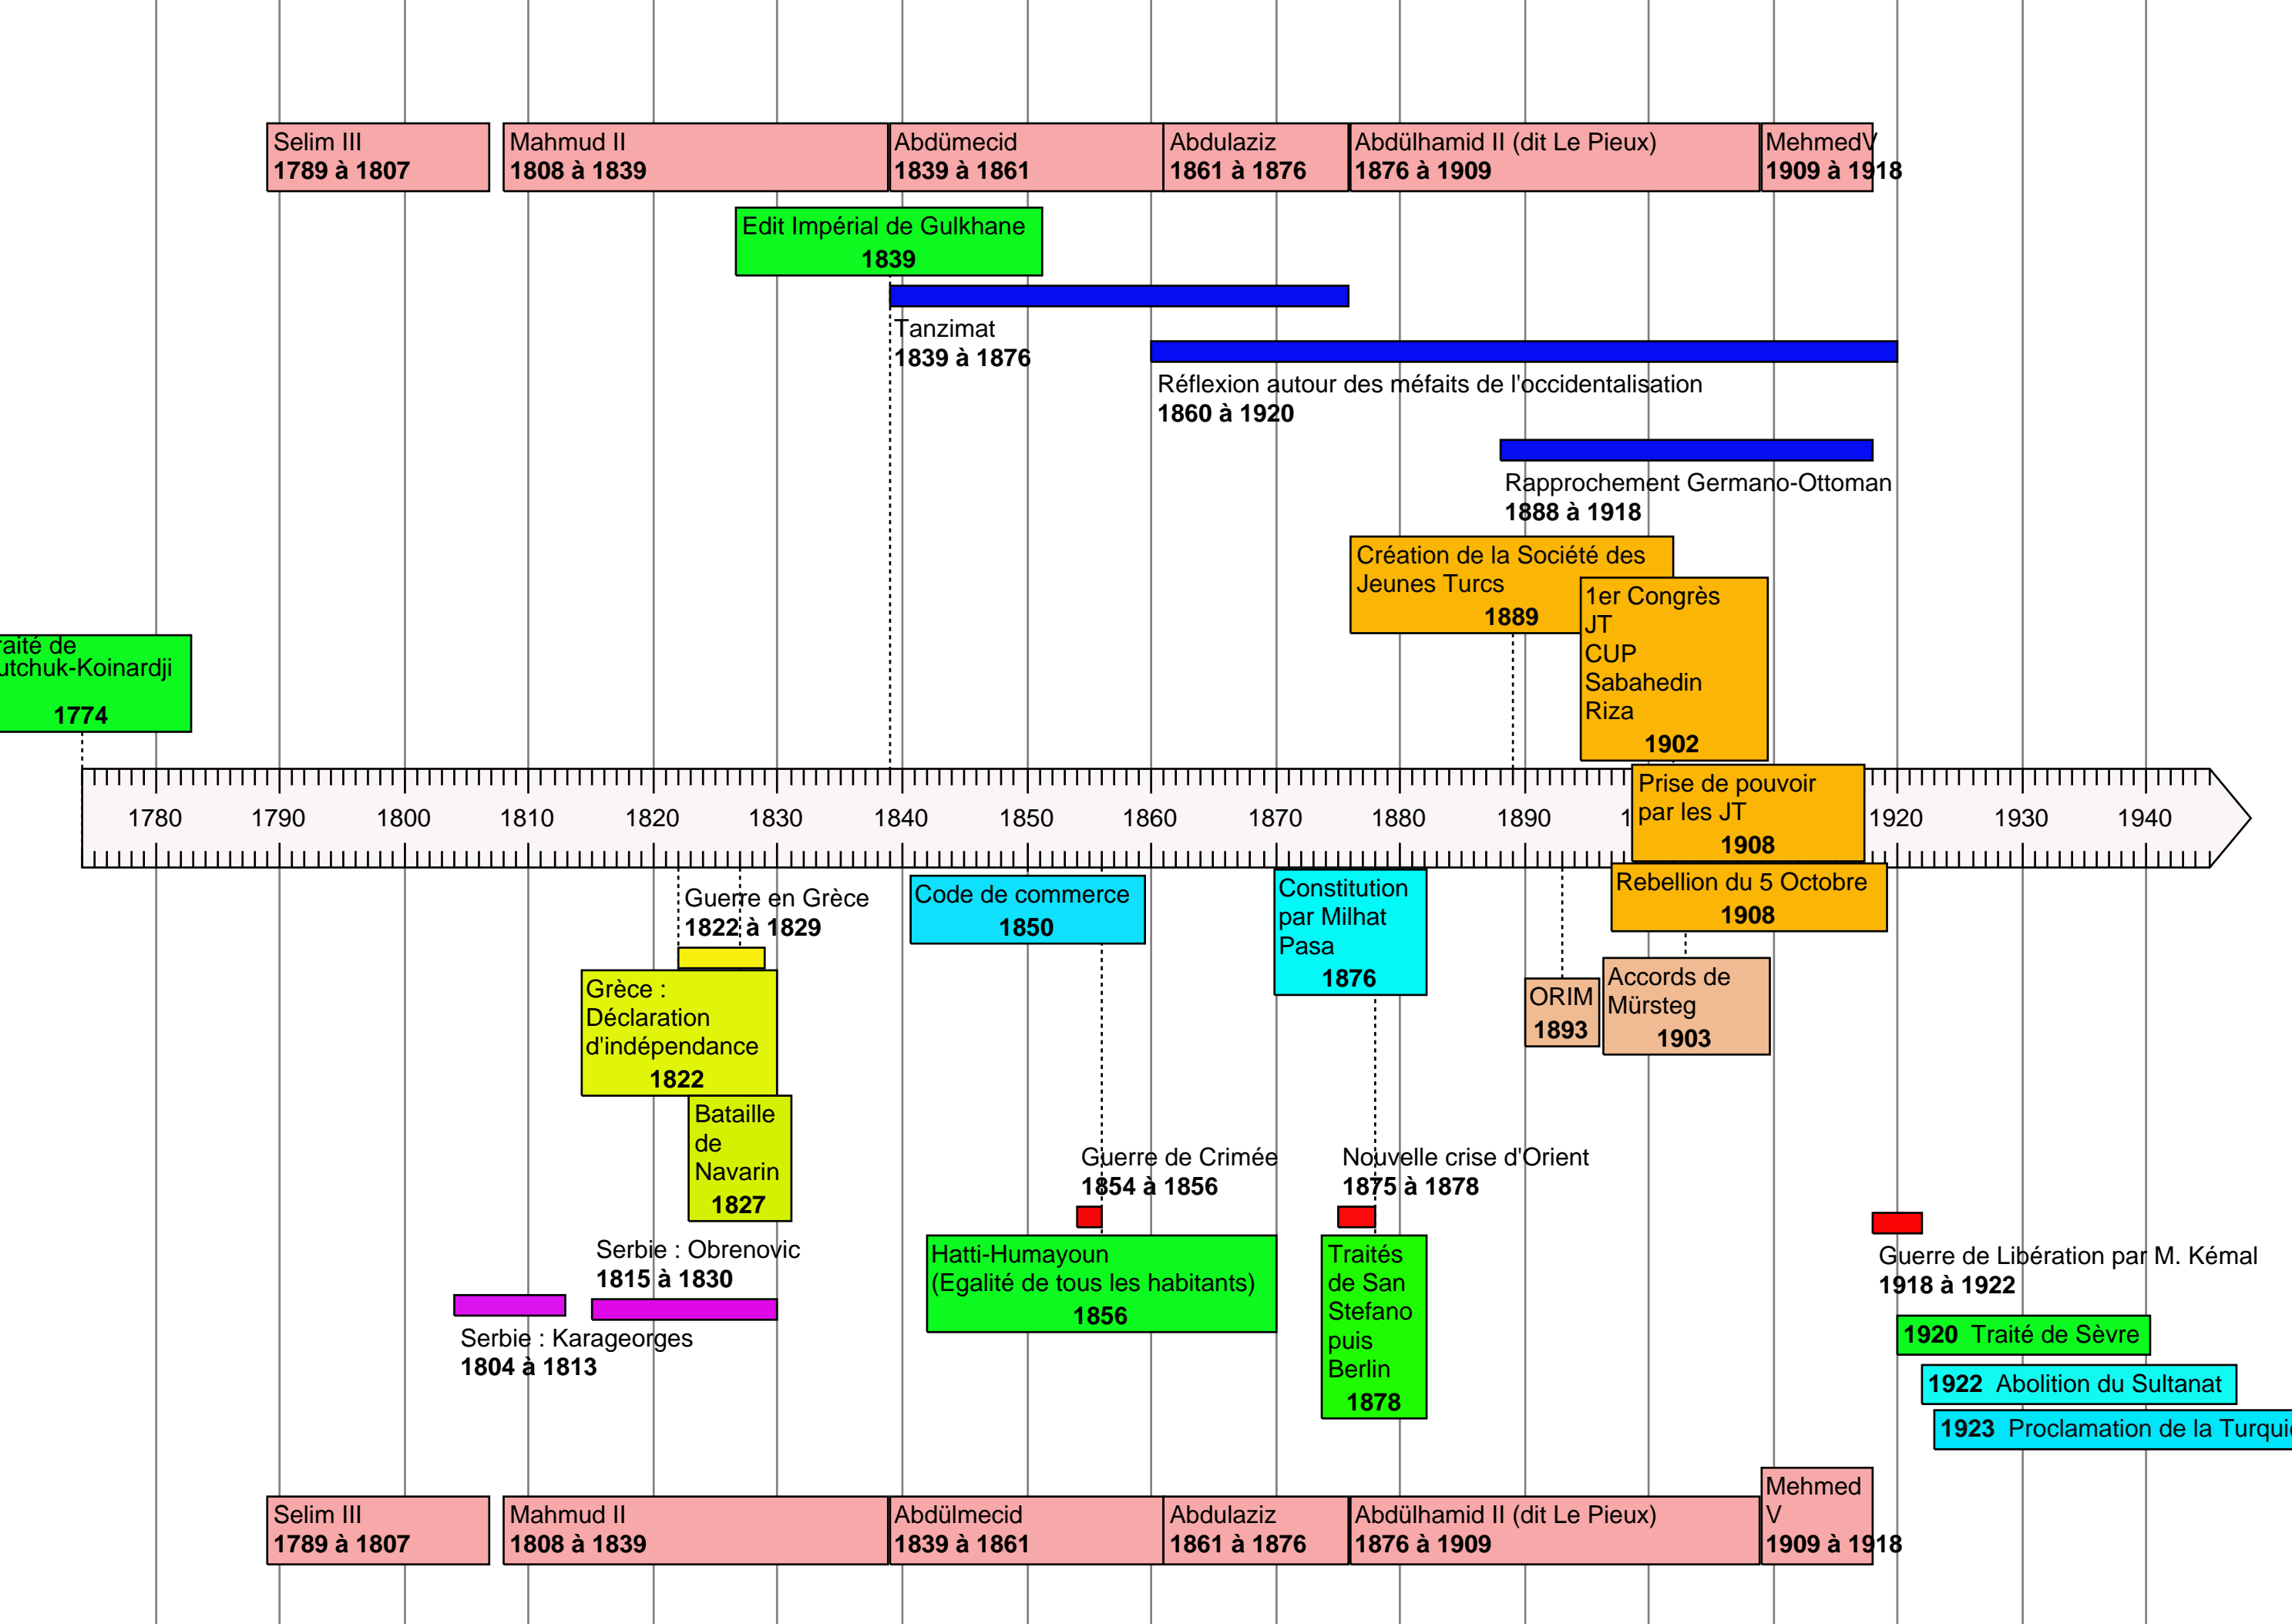 Selim III
1789 à 1807
Mahmud II
1808 à 1839
Abdümecid
1839 à 1861
Abdulaziz
1861 à 1876
Abdülhamid II (dit Le Pieux)
1876 à 1909
MehmedV
1909 à 1918
Edit Impérial de Gulkhane
1839
Tanzimat
1839 à 1876
Réflexion autour des méfaits de l'occidentalisation
1860 à 1920
Rapprochement Germano-Ottoman
1888 à 1918
Création de la Société des
Jeunes Turcs
1889
1er Congrès
JT
CUP
Sabahedin
Riza
1902
raité de
utchuk-Koinardji
1774
1780 1790 1800 1810 1820 1830 1840 1850 1860 1870 1880 1890 1920 1930 1940
Prise de pouvoir
par les JT
1908
Rebellion du 5 Octobre
1908
Guerre en Grèce
1822 à 1829
Code de commerce
1850
Constitution
par Milhat
Pasa
1876
ORIM
1893
Accords de
Mürsteg
1903
Grèce :
Déclaration
d'indépendance
1822
Bataille
de
Navarin
1827
Guerre de Crimée
1854 à 1856
Nouvelle crise d'Orient
1875 à 1878
Serbie : Obrenovic
1815 à 1830
Serbie : Karageorges
1804 à 1813
Hatti-Humayoun
(Egalité de tous les habitants)
1856
Traités
de San
Stefano
puis
Berlin
1878
Guerre de Libération par M. Kémal
1918 à 1922
1920 Traité de Sèvre
1922 Abolition du Sultanat
1923 Proclamation de la Turqui
Selim III
1789 à 1807
Mahmud II
1808 à 1839
Abdülmecid
1839 à 1861
Abdulaziz
1861 à 1876
Abdülhamid II (dit Le Pieux)
1876 à 1909
Mehmed
V
1909 à 1918